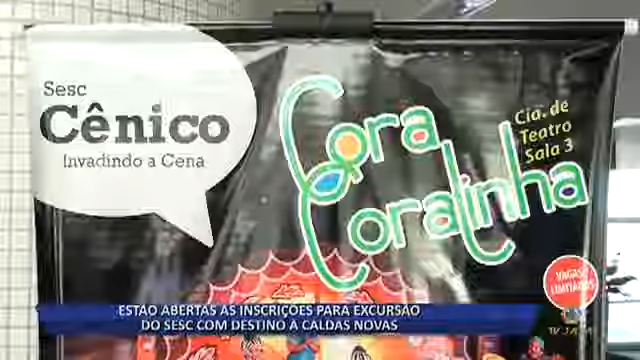 Sesc
Cênico
Invadindo a Cena
Cora
Coralinha
Cia. de
Teatro
Sala 3
VAGAS
LIMITADAS
ESTÃO ABERTAS AS INSCRIÇÕES PARA EXCURSÃO
DO SESC COM DESTINO À CALDAS NOVAS